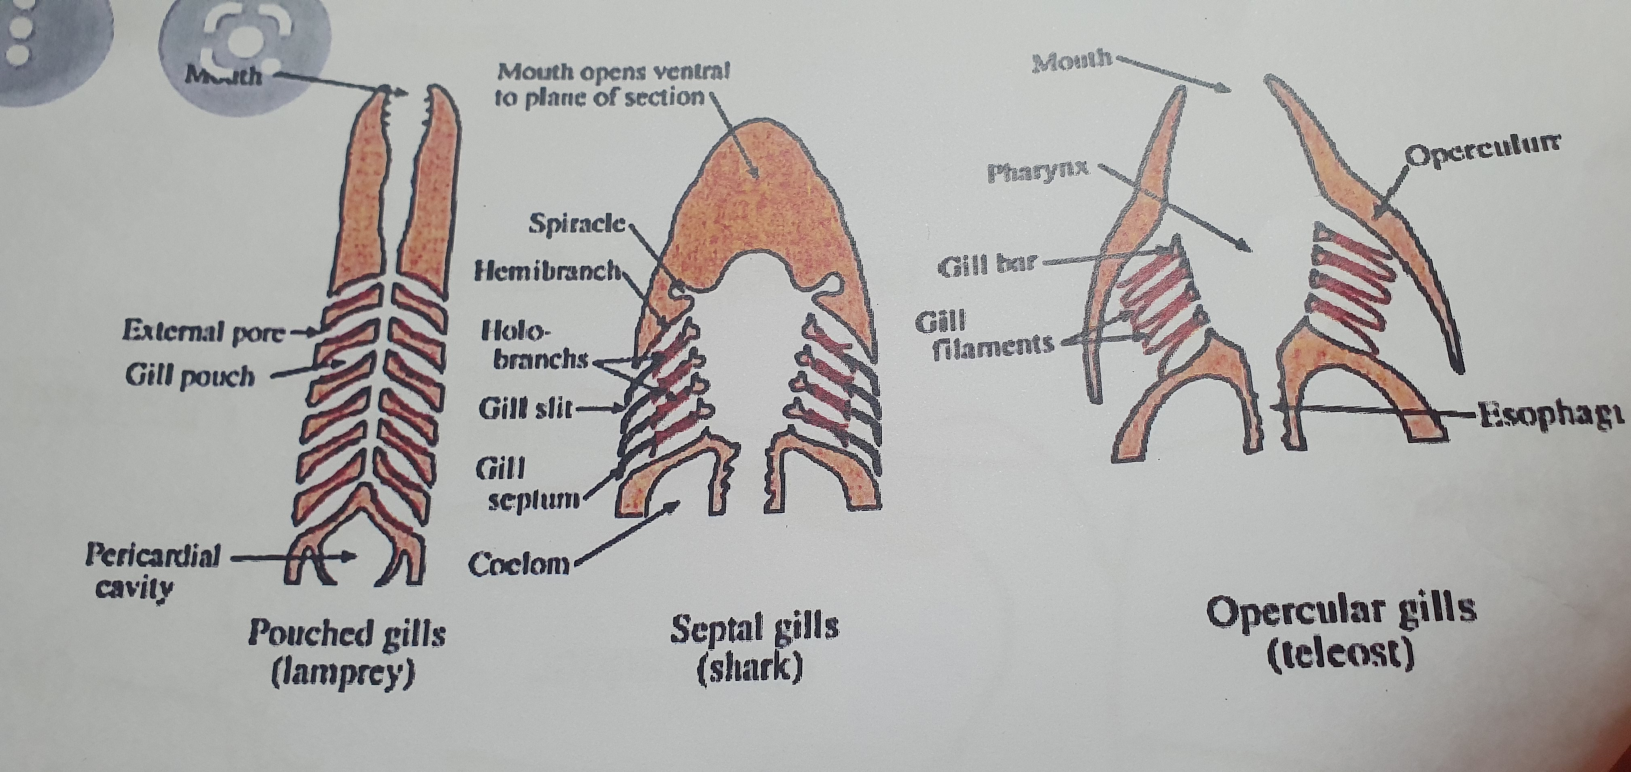 Mouth
External pore
Gill pouch
Pericardial
cavity
Pouched gills
(lamprey)
Mouth opens ventral
to plane of section
Spiracle
Hemibranch
Holo-
branchs
Gill slit
Gill
septum
Coelom
Septal gills
(shark)
Mouth
Pharynx
Operculum
Gill bar
Gill
filaments
Esophagu
Opercular gills
(teleost)